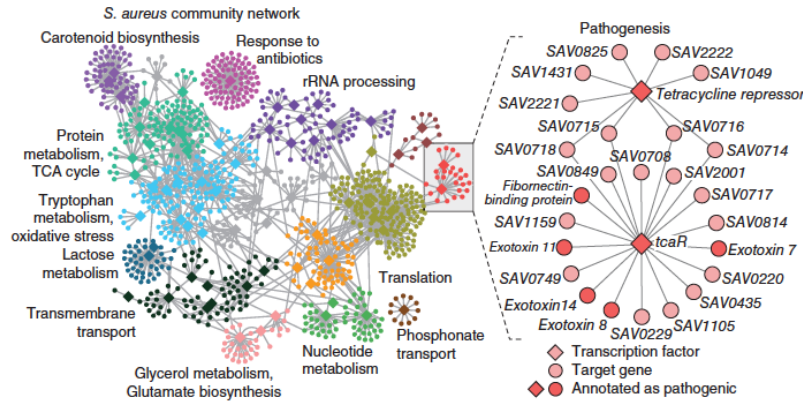 S. aureus community network
Carotenoid biosynthesis
Response to
antibiotics
rRNA processing
Protein
metabolism,
TCA cycle
Tryptophan
metabolism,
oxidative stress
Lactose
metabolism
Transmembrane
transport
Glycerol metabolism,
Glutamate biosynthesis
Nucleotide
metabolism
Translation
Phosphonate
transport
Pathogenesis
SAV0825
SAV2222
SAV1431
SAV1049
Tetracycline repressor
SAV2221
SAV0715
SAV0716
SAV0718
SAV0708
SAV0714
SAV0849
SAV2001
Fibornectin-
binding protein
SAV0717
SAV1159
SAV0814
Exotoxin 11
tcaR
Exotoxin 7
SAV0749
SAV0220
Exotoxin14
SAV0435
Exotoxin 8
SAV0229
SAV1105
Transcription factor
Target gene
Annotated as pathogenic